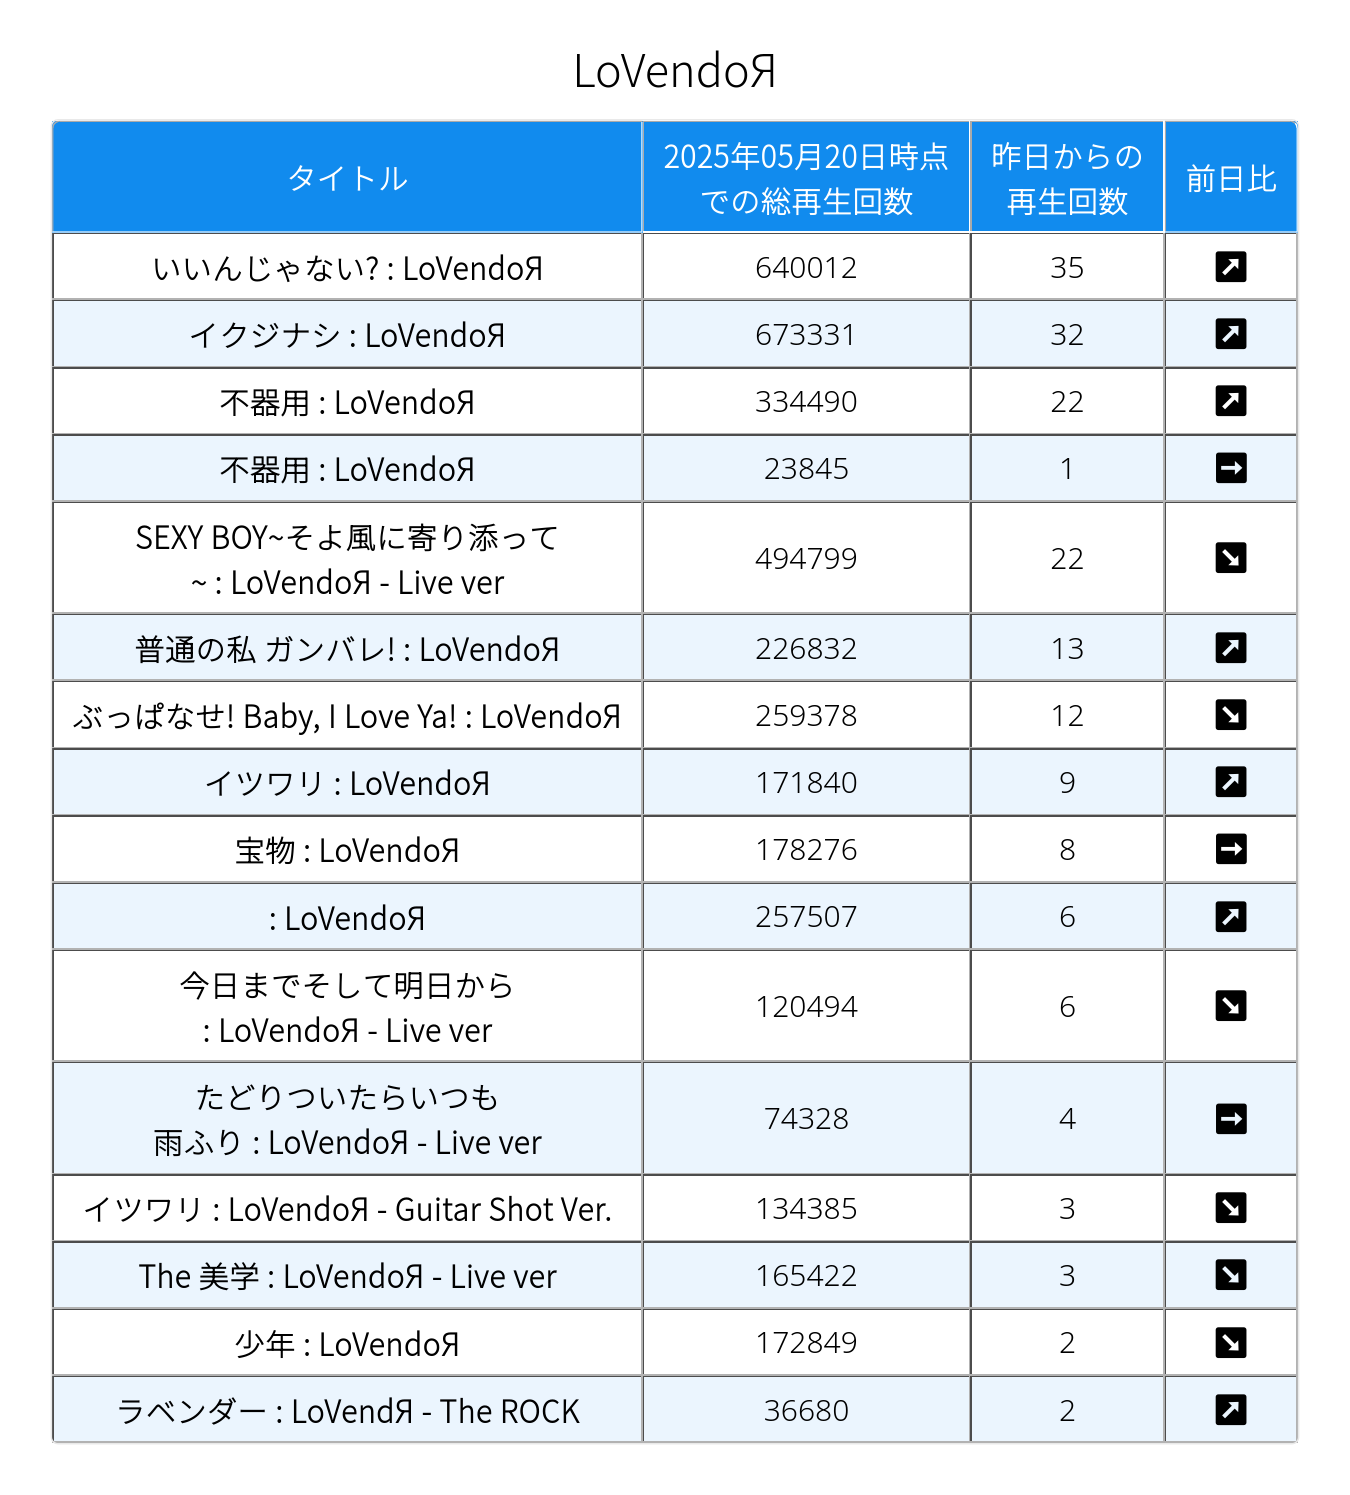 LoVendoЯ
タイトル
2025年05月20日時点
での総再生回数
昨日からの
再生回数
前日比
いいんじゃない? : LoVendoЯ 640012 35
イクジナシ : LoVendoЯ 673331 32
不器用 : LoVendoЯ 334490 22
不器用 : LoVendoЯ 23845 1
SEXY BOY~そよ風に寄り添って
~ : LoVendoЯ - Live ver
494799 22
普通の私 ガンバレ! : LoVendoЯ 226832 13
ぶっぱなせ! Baby, I Love Ya! : LoVendoЯ 259378 12
イツワリ : LoVendoЯ 171840 9
宝物 : LoVendoЯ 178276 8
: LoVendoЯ 257507 6
今日までそして明日から
: LoVendoЯ - Live ver
120494 6
たどりついたらいつも
雨ふり : LoVendoЯ - Live ver
74328 4
イツワリ : LoVendoЯ - Guitar Shot Ver. 134385 3
The 美学 : LoVendoЯ - Live ver 165422 3
少年 : LoVendoЯ 172849 2
ラベンダー : LoVendЯ - The ROCK 36680 2